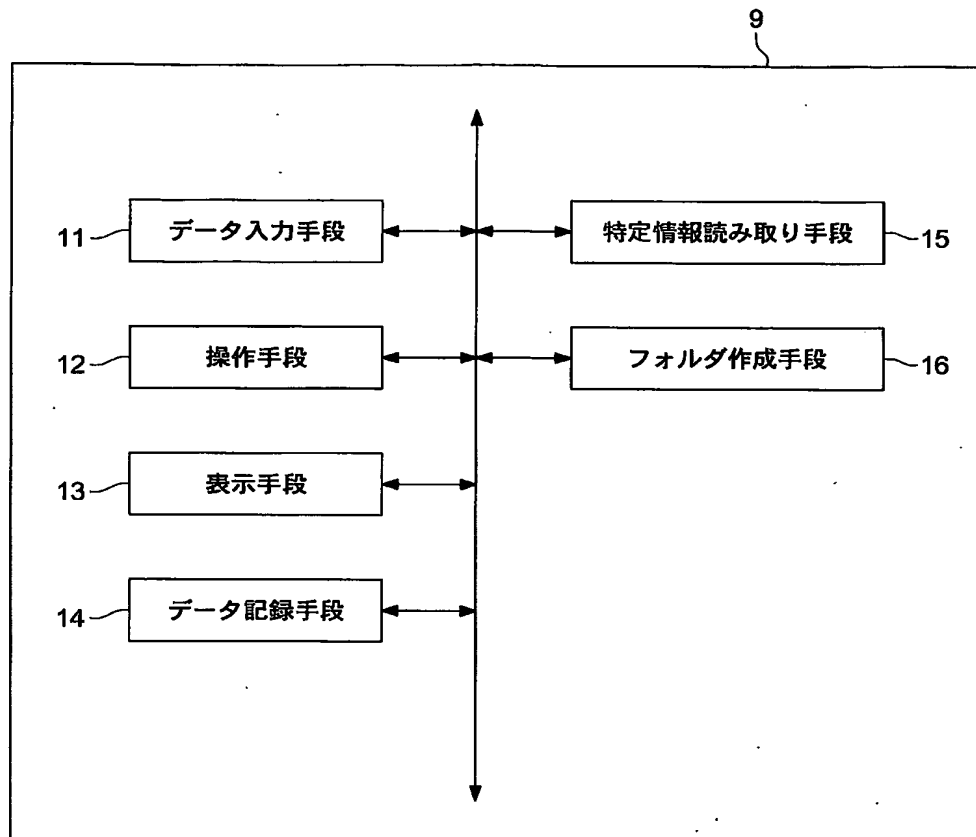 9
11 データ入力手段
特定情報読み取り手段 15
12 操作手段
フォルダ作成手段 16
13 表示手段
14 データ記録手段